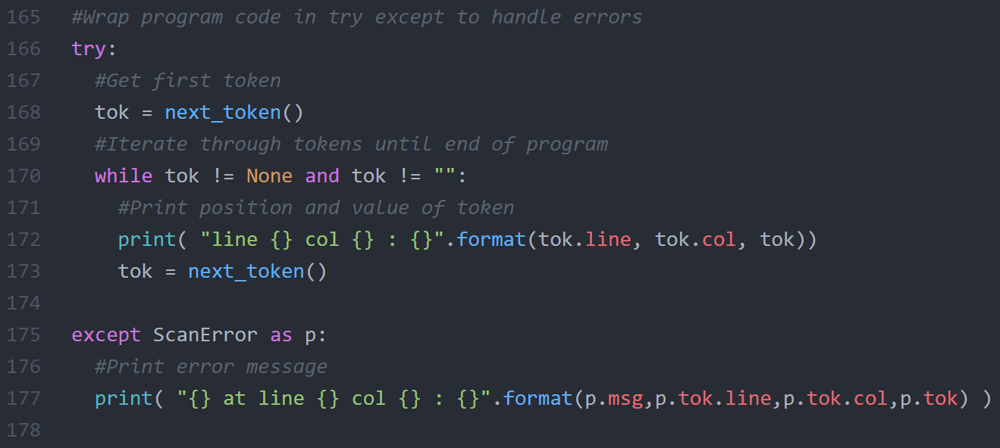 165 #Wrap program code in try except to handle errors
166 try:
167 #Get first token
168 tok = next_token()
169 #Iterate through tokens until end of program
170 while tok != None and tok != "":
171 #Print position and value of token
172 print( "line {} col {} : {}".format(tok.line, tok.col, tok))
173 tok = next_token()
174
175 except ScanError as p:
176 #Print error message
177 print( "{} at line {} col {} : {}".format(p.msg,p.tok.line,p.tok.col,p.tok) )
178